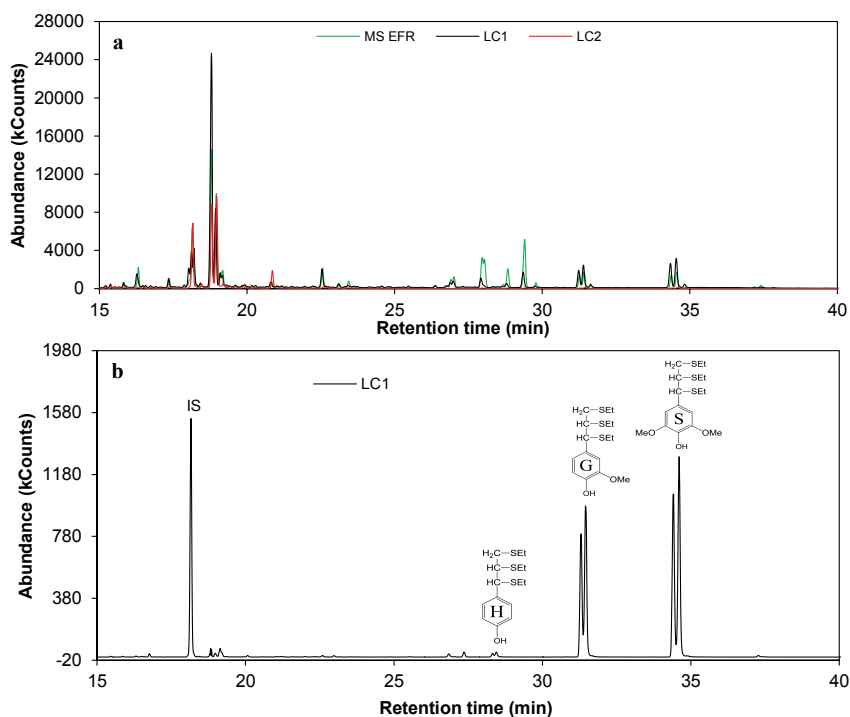 a
MS EFR LC1 LC2
Abundance (kCounts)
28000
24000
20000
16000
12000
8000
4000
0
15 20 25 30 35 40
Retention time (min)
b
LC1
Abundance (kCounts)
1980
1580
1180
780
380
-20
IS
H₂C—SEt
HC—SEt
HC—SEt
H
OH
H₂C—SEt
HC—SEt
HC—SEt
G
OMe
OH
H₂C—SEt
HC—SEt
HC—SEt
S
MeO OMe
OH
15 20 25 30 35 40
Retention time (min)